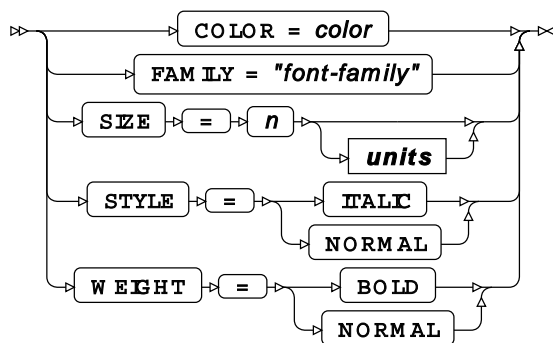 COLOR = color
FAMILY = "font-family"
SIZE = n
units
STYLE = ITALIC
NORMAL
WEIGHT = BOLD
NORMAL